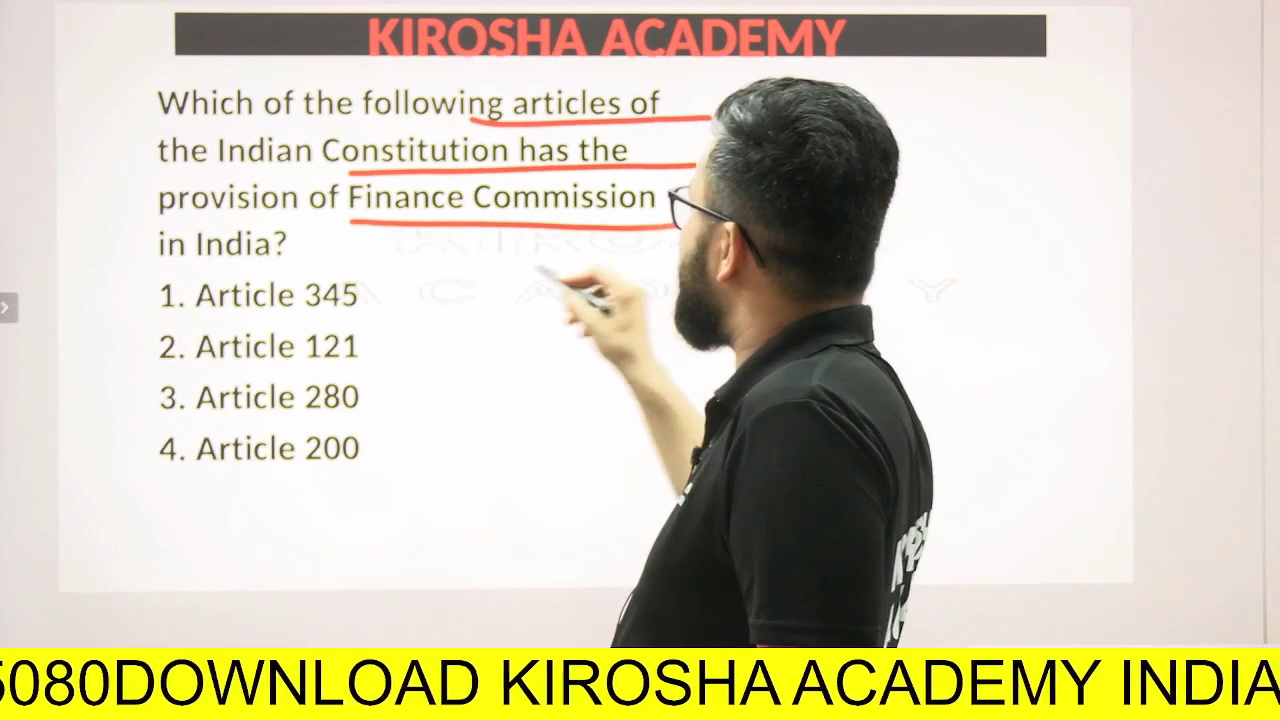 KIROSHA ACADEMY
Which of the following articles of
the Indian Constitution has the
provision of Finance Commission
in India?
1. Article 345
2. Article 121
3. Article 280
4. Article 200
5080DOWNLOAD KIROSHA ACADEMY INDIA